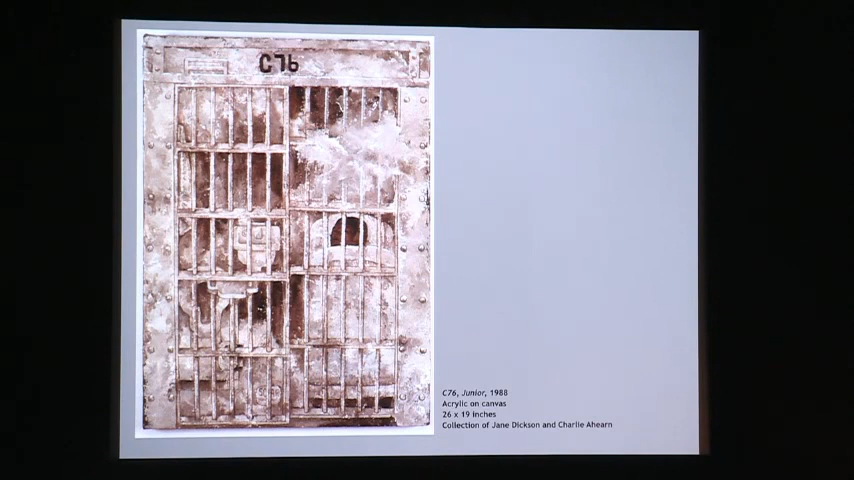 C76
C76, Junior, 1988
Acrylic on canvas
26 x 19 inches
Collection of Jane Dickson and Charlie Ahearn